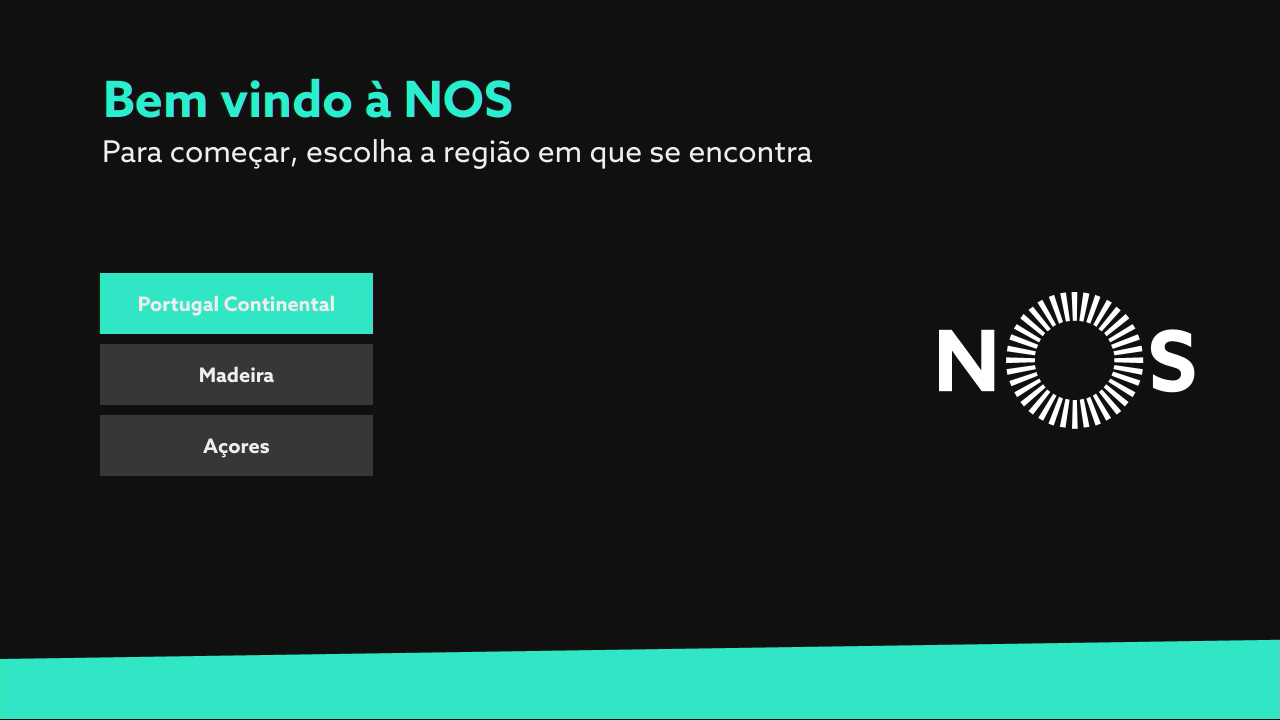 Bem vindo à NOS
Para começar, escolha a região em que se encontra
Portugal Continental
Madeira
Açores
NOS